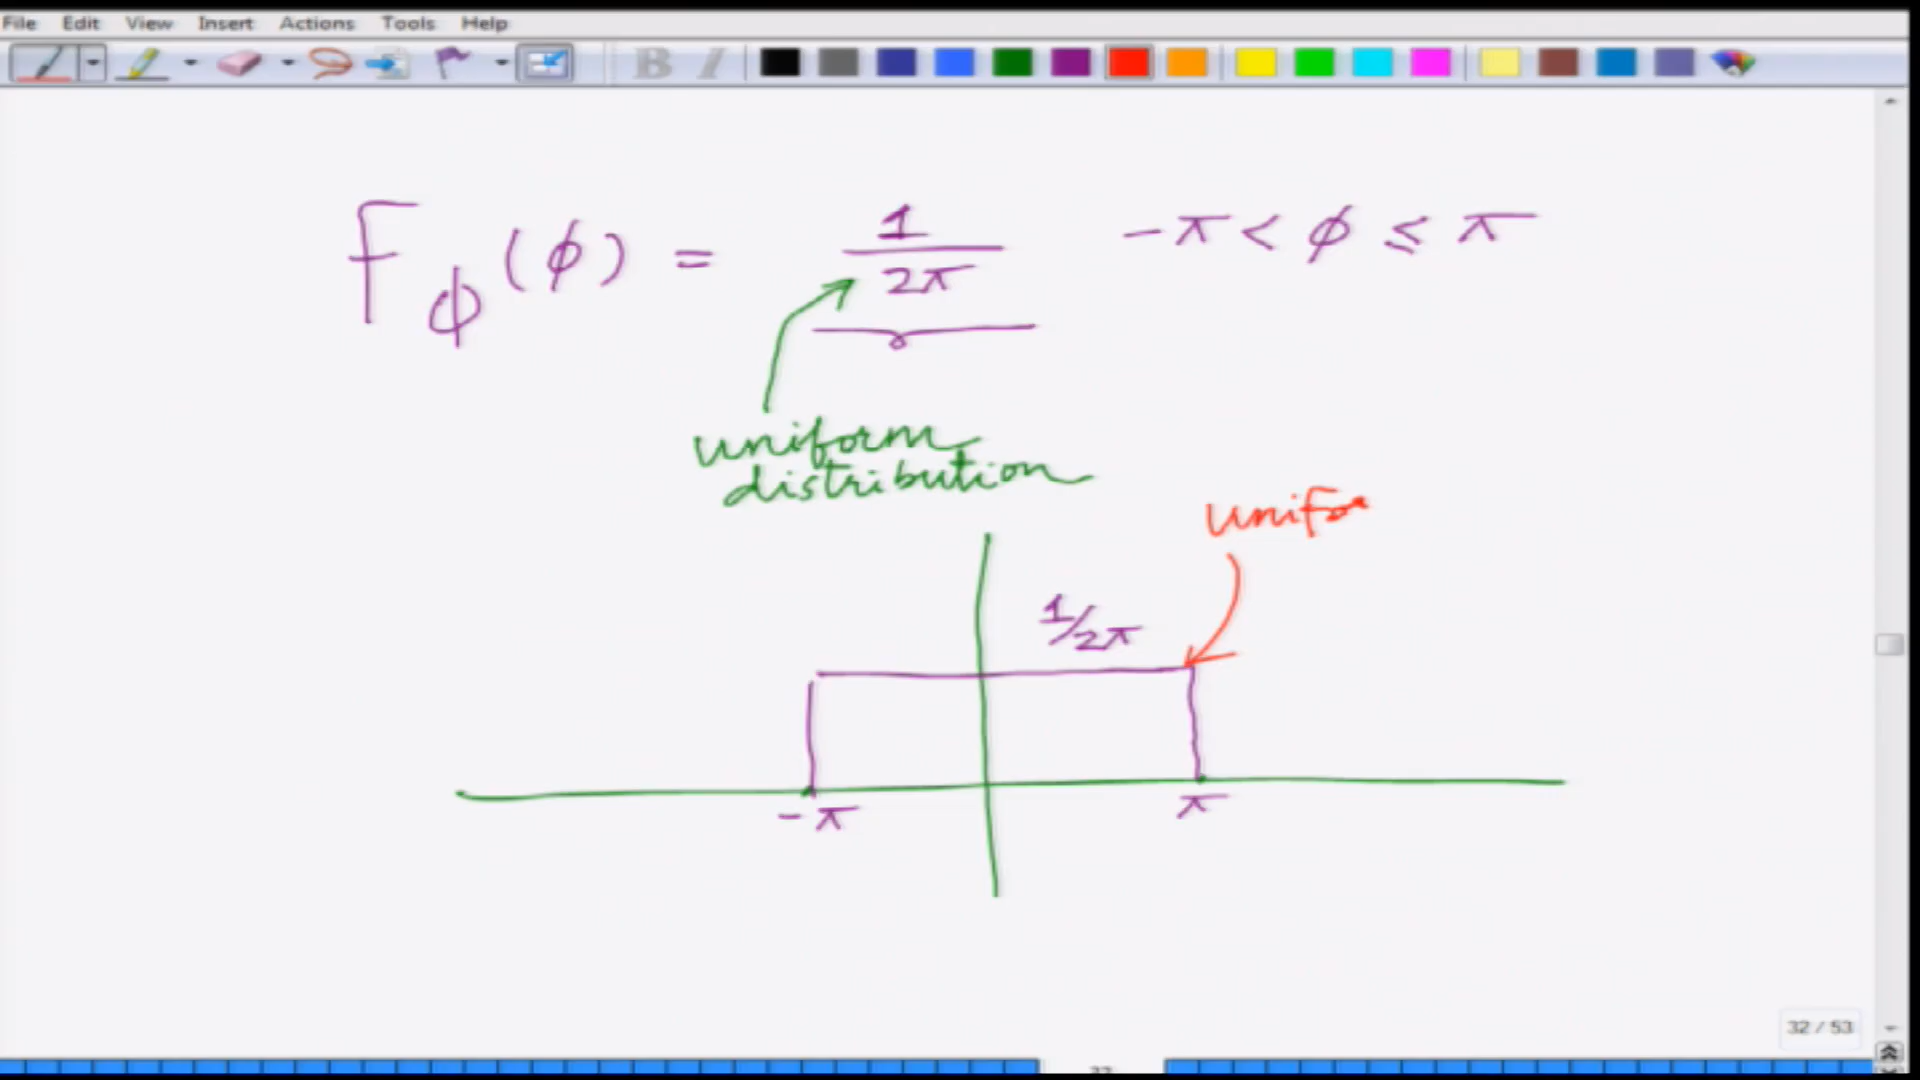 File Edit View Insert Actions Tools Help
B I
F_Φ(φ) = 1/2π -π < φ ≤ π
uniform
distribution
unifo
1/2π
-π π
32 / 53